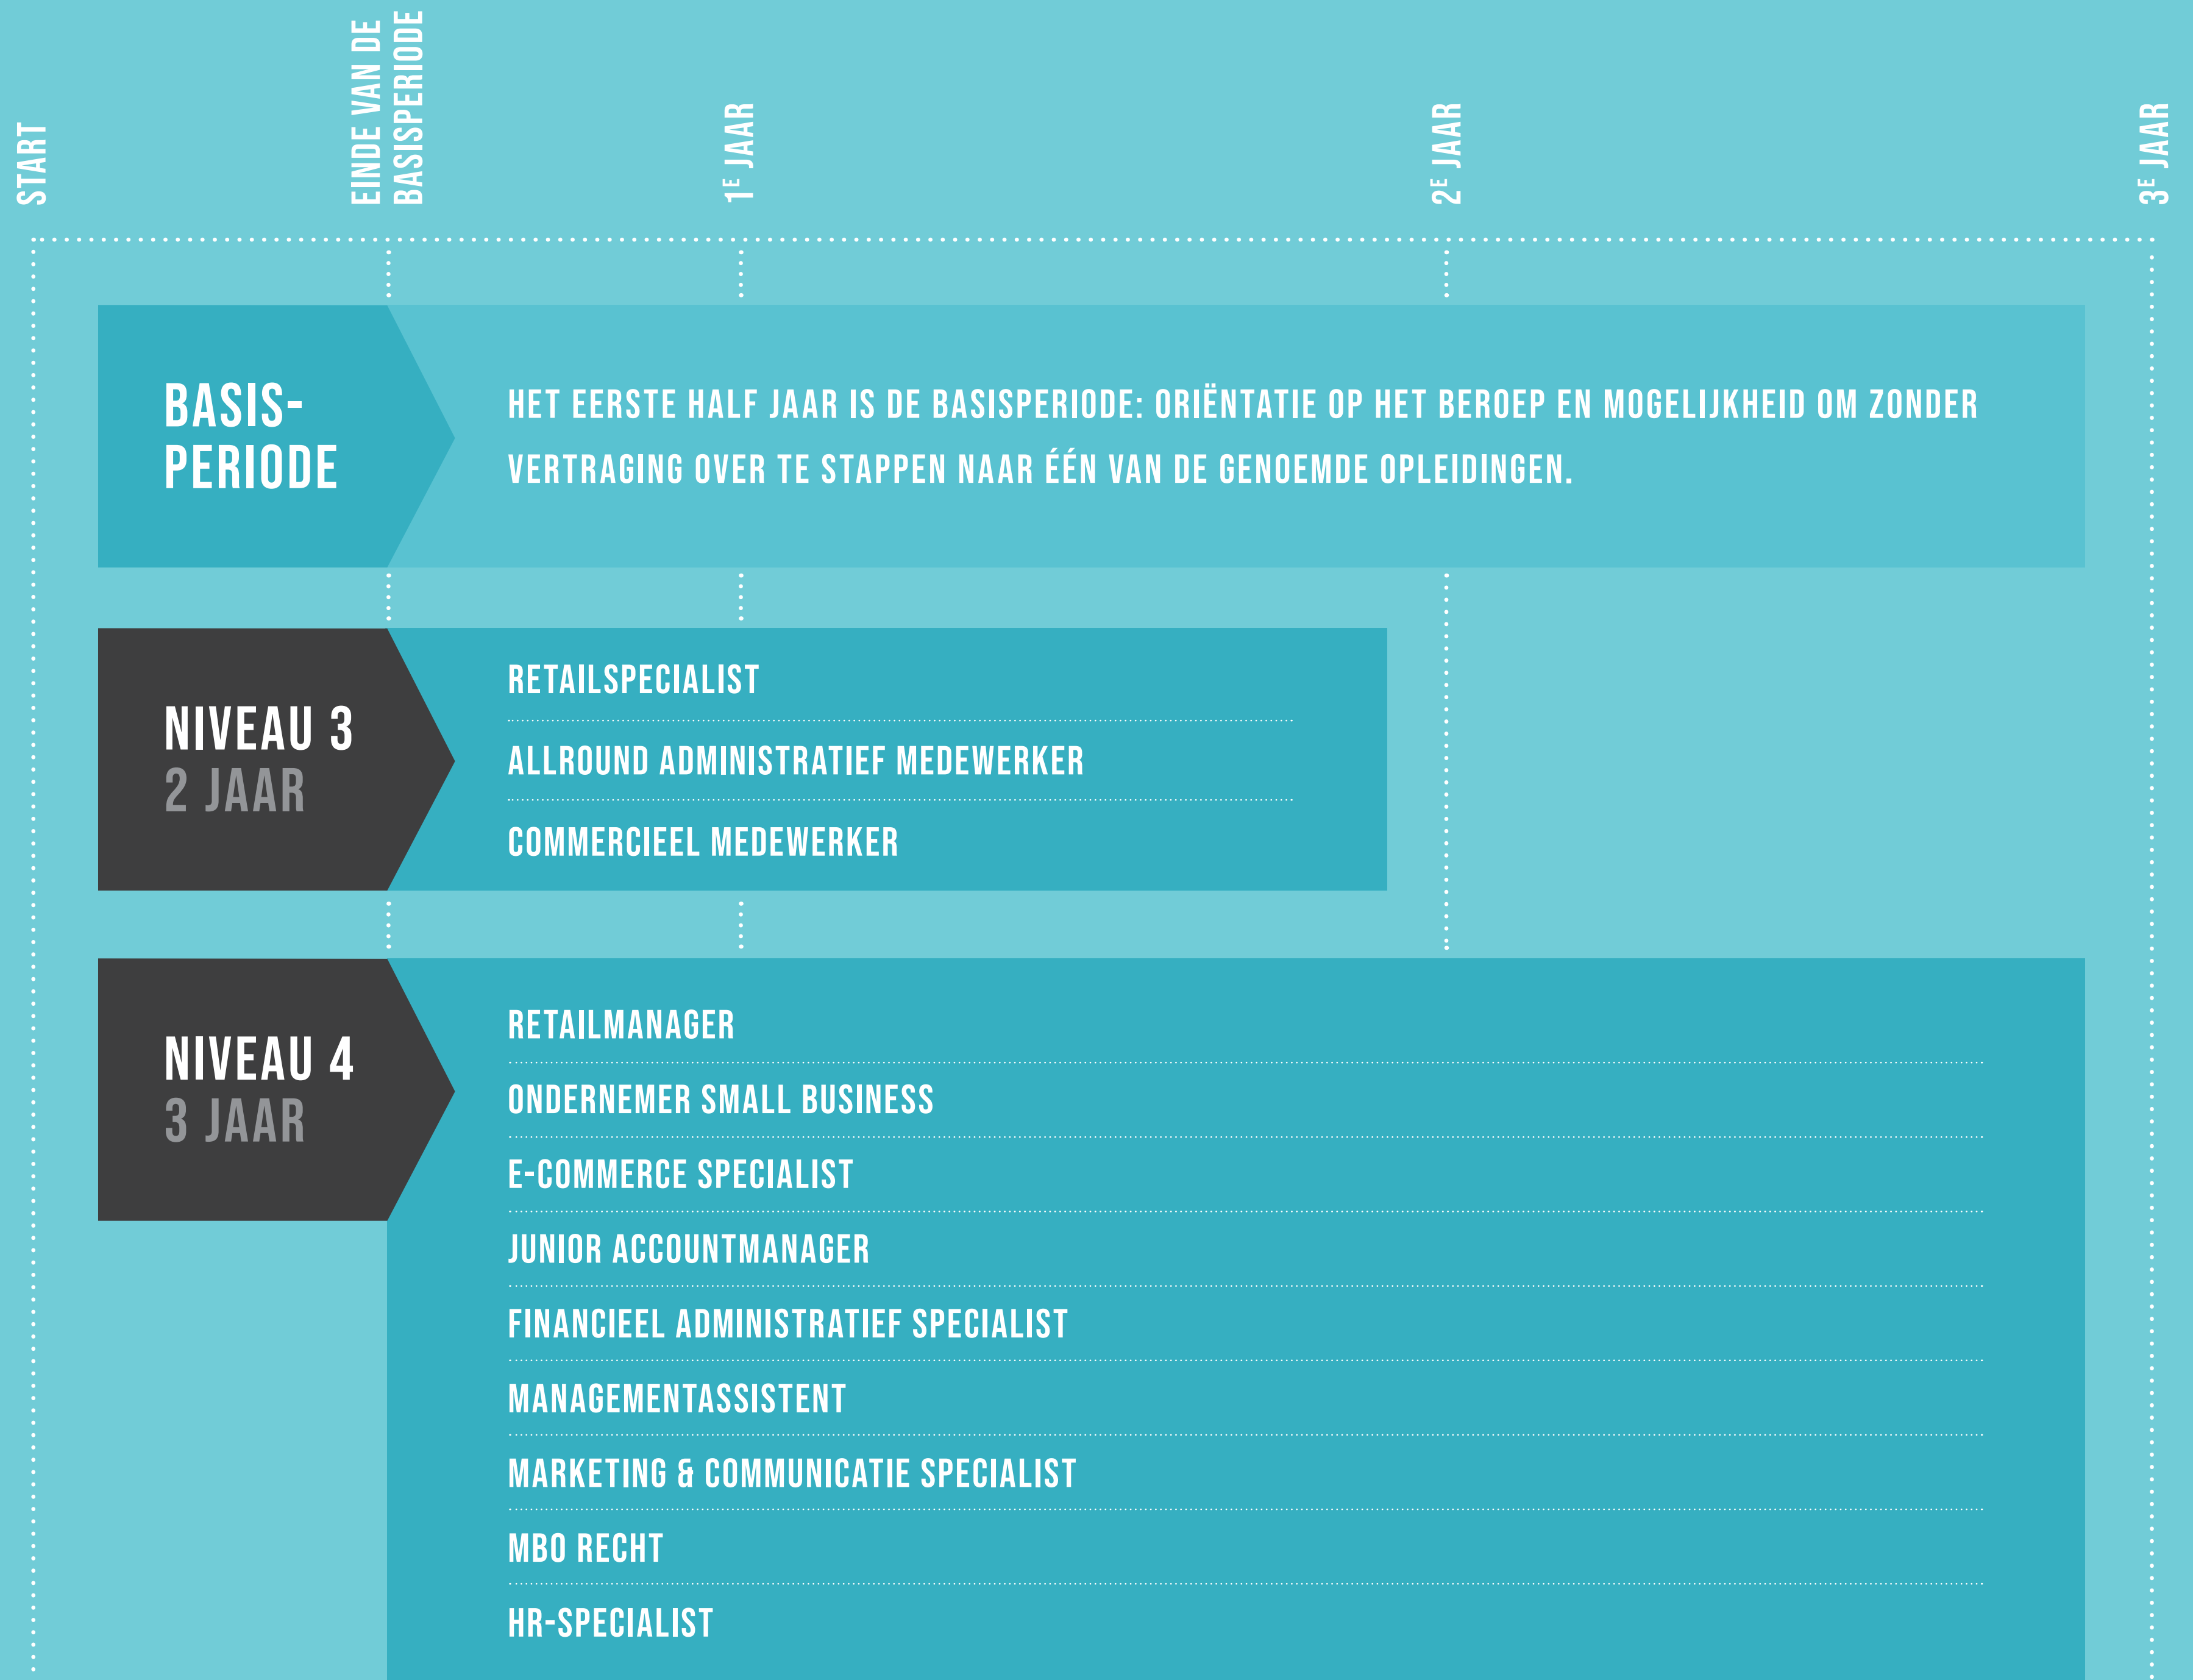 START
EINDE VAN DE
BASISPERIODE
1E JAAR
2E JAAR
3E JAAR
BASIS-
PERIODE
HET EERSTE HALF JAAR IS DE BASISPERIODE: ORIËNTATIE OP HET BEROEP EN MOGELIJKHEID OM ZONDER
VERTRAGING OVER TE STAPPEN NAAR ÉÉN VAN DE GENOEMDE OPLEIDINGEN.
NIVEAU 3
2 JAAR
RETAILSPECIALIST
ALLROUND ADMINISTRATIEF MEDEWERKER
COMMERCIEEL MEDEWERKER
NIVEAU 4
3 JAAR
RETAILMANAGER
ONDERNEMER SMALL BUSINESS
E-COMMERCE SPECIALIST
JUNIOR ACCOUNTMANAGER
FINANCIEEL ADMINISTRATIEF SPECIALIST
MANAGEMENTASSISTENT
MARKETING & COMMUNICATIE SPECIALIST
MBO RECHT
HR-SPECIALIST